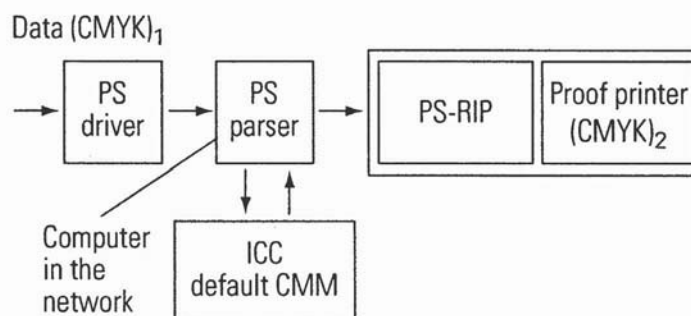 Data (CMYK)₁
PS
driver
PS
parser
PS-RIP
Proof printer
(CMYK)₂
Computer
in the
network
ICC
default CMM